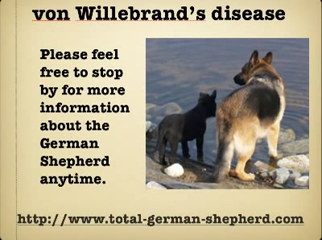 von Willebrand's disease
Please feel
free to stop
by for more
information
about the
German
Shepherd
anytime.
http://www.total-german-shepherd.com